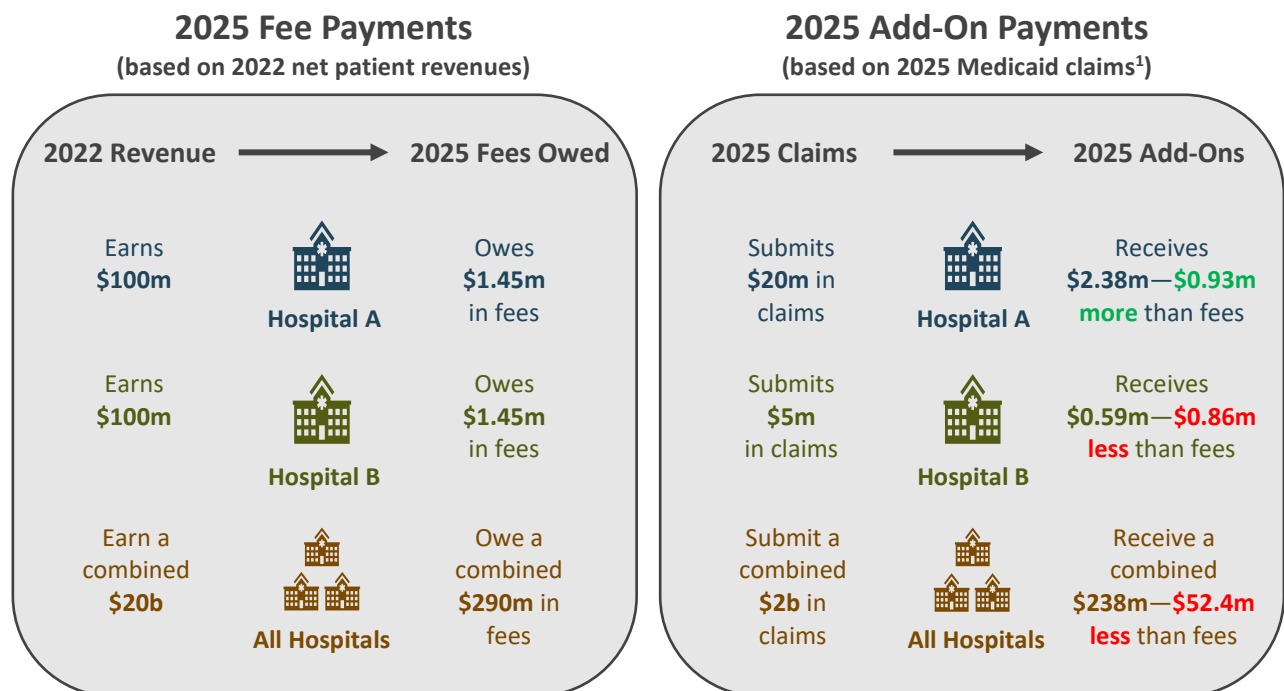 2025 Fee Payments
(based on 2022 net patient revenues)
2022 Revenue
2025 Fees Owed
Earns
$100m
Hospital A
Owes
$1.45m
in fees
Earns
$100m
Hospital B
Owes
$1.45m
in fees
Earn a
combined
$20b
All Hospitals
Owe a
combined
$290m in
fees
2025 Add-On Payments
(based on 2025 Medicaid claims¹)
2025 Claims
2025 Add-Ons
Submits
$20m in
claims
Hospital A
Receives
$2.38m—$0.93m
more than fees
Submits
$5m
in claims
Hospital B
Receives
$0.59m—$0.86m
less than fees
Submit a
combined
$2b in
claims
All Hospitals
Receive a
combined
$238m—$52.4m
less than fees